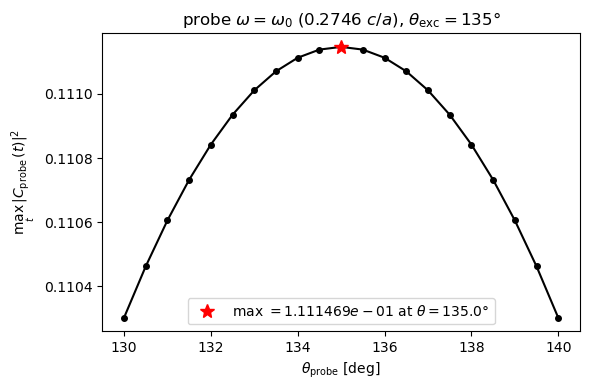 probe ω = ω₀ (0.2746 c/a), θ_exc = 135°
max_t |C_probe (t)|²
0.1110
0.1108
0.1106
0.1104
max = 1.111469e − 01 at θ = 135.0°
130
132
134
136
138
140
θ_probe [deg]